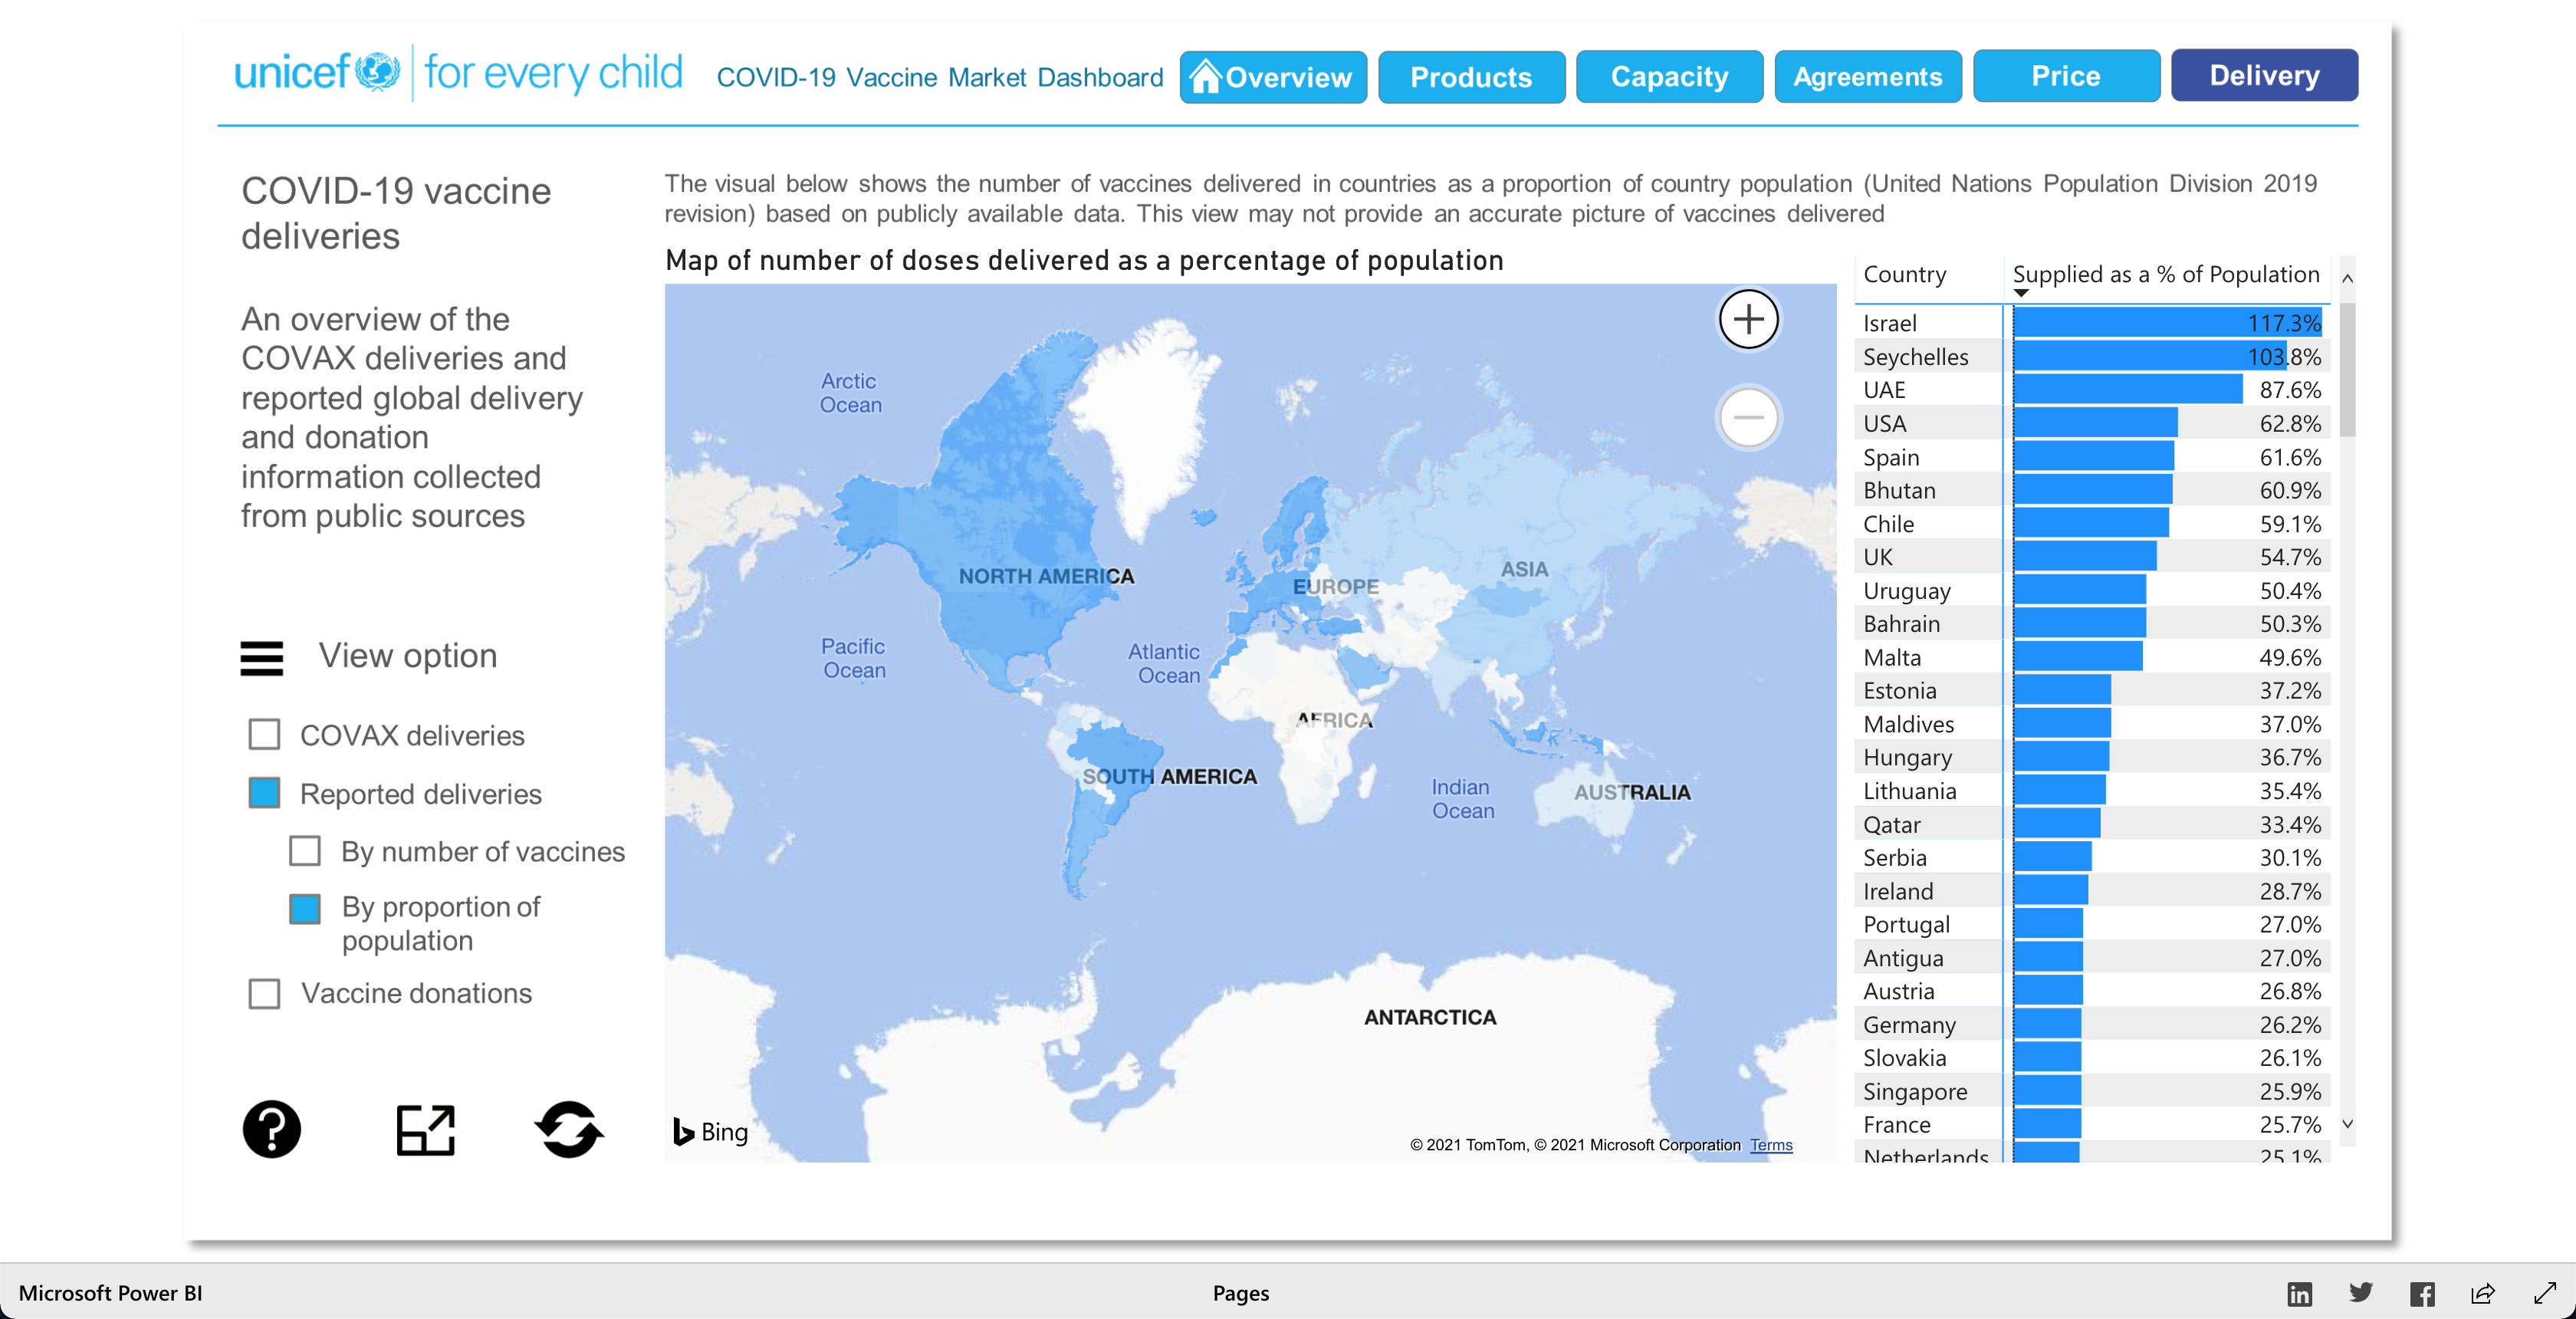 unicef for every child
COVID-19 Vaccine Market Dashboard
Overview
Products
Capacity
Agreements
Price
Delivery
COVID-19 vaccine
deliveries
An overview of the
COVAX deliveries and
reported global delivery
and donation
information collected
from public sources
View option
COVAX deliveries
Reported deliveries
By number of vaccines
By proportion of
population
Vaccine donations
?
The visual below shows the number of vaccines delivered in countries as a proportion of country population (United Nations Population Division 2019
revision) based on publicly available data. This view may not provide an accurate picture of vaccines delivered
Map of number of doses delivered as a percentage of population
Arctic
Ocean
NORTH AMERICA
EUROPE
ASIA
Pacific
Ocean
Atlantic
Ocean
AFRICA
SOUTH AMERICA
Indian
Ocean
AUSTRALIA
ANTARCTICA
Bing
© 2021 TomTom, © 2021 Microsoft Corporation Terms
Country Supplied as a % of Population
Israel 117.3%
Seychelles 103.8%
UAE 87.6%
USA 62.8%
Spain 61.6%
Bhutan 60.9%
Chile 59.1%
UK 54.7%
Uruguay 50.4%
Bahrain 50.3%
Malta 49.6%
Estonia 37.2%
Maldives 37.0%
Hungary 36.7%
Lithuania 35.4%
Qatar 33.4%
Serbia 30.1%
Ireland 28.7%
Portugal 27.0%
Antigua 27.0%
Austria 26.8%
Germany 26.2%
Slovakia 26.1%
Singapore 25.9%
France 25.7%
Netherlands 25.1%
Microsoft Power BI
Pages